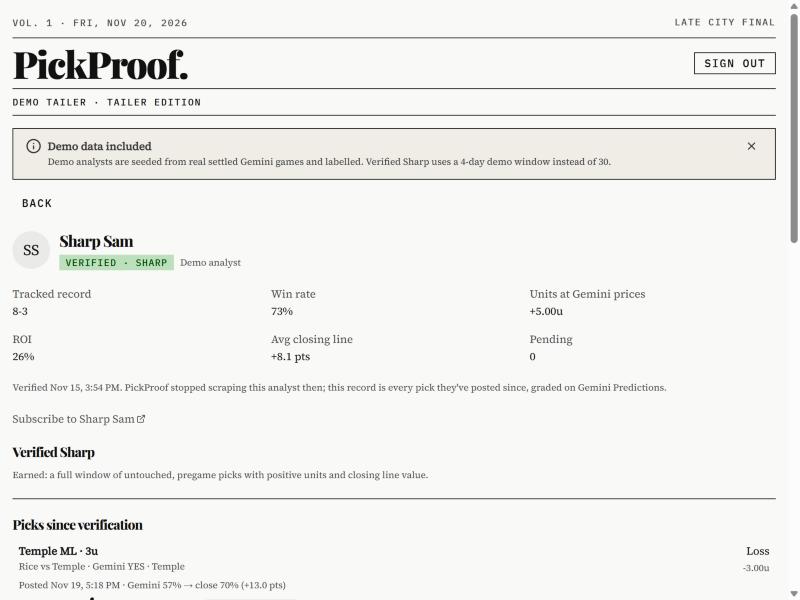 VOL. 1 · FRI, NOV 20, 2026
LATE CITY FINAL
PickProof.
SIGN OUT
DEMO TAILER · TAILER EDITION
Demo data included
Demo analysts are seeded from real settled Gemini games and labelled. Verified Sharp uses a 4-day demo window instead of 30.
BACK
SS
Sharp Sam
VERIFIED · SHARP
Demo analyst
Tracked record
Win rate
Units at Gemini prices
8-3
73%
+5.00u
ROI
Avg closing line
Pending
26%
+8.1 pts
0
Verified Nov 15, 3:54 PM. PickProof stopped scraping this analyst then; this record is every pick they've posted since, graded on Gemini Predictions.
Subscribe to Sharp Sam
Verified Sharp
Earned: a full window of untouched, pregame picks with positive units and closing line value.
Picks since verification
Temple ML · 3u
Loss
Rice vs Temple · Gemini YES · Temple
-3.00u
Posted Nov 19, 5:18 PM · Gemini 57% → close 70% (+13.0 pts)